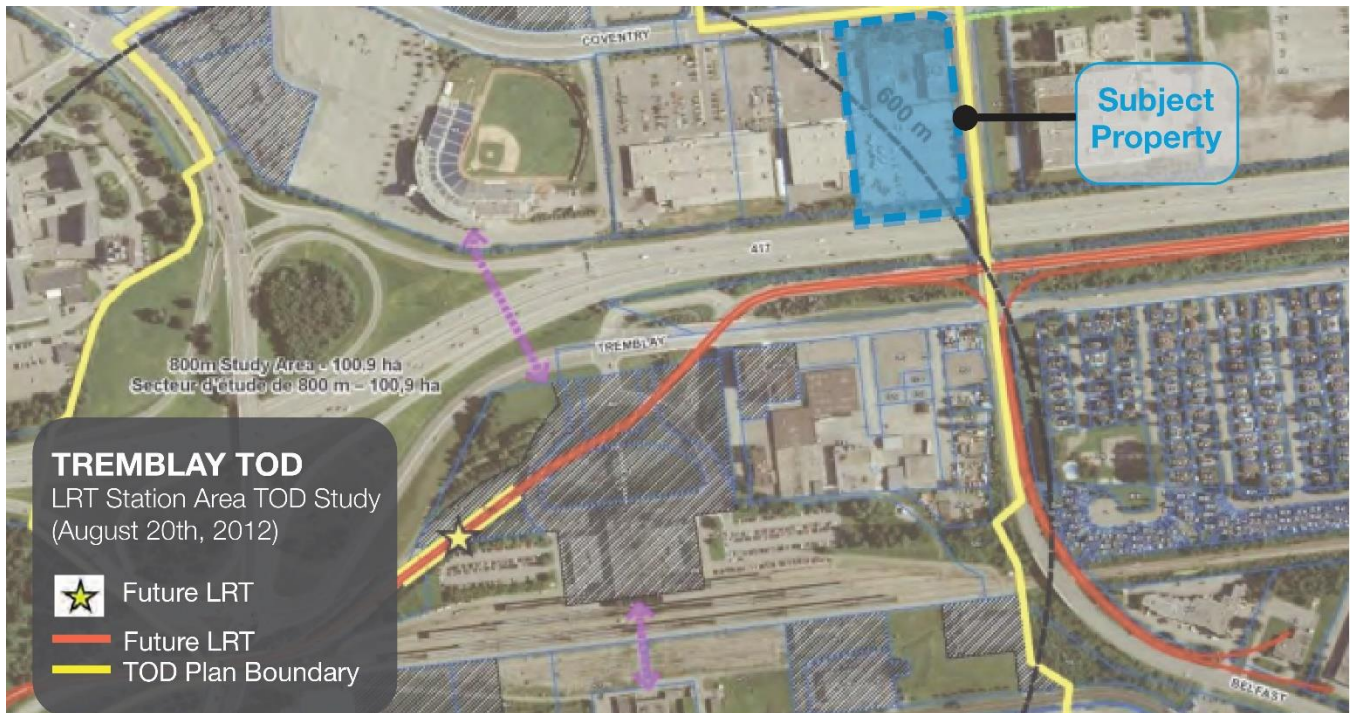 COVENTRY
600 m
Subject
Property
417
TREMBLAY
800m Study Area - 100.9 ha
Secteur d'étude de 800 m – 100,9 ha
TREMBLAY TOD
LRT Station Area TOD Study
(August 20th, 2012)
Future LRT
Future LRT
TOD Plan Boundary
BELFAST